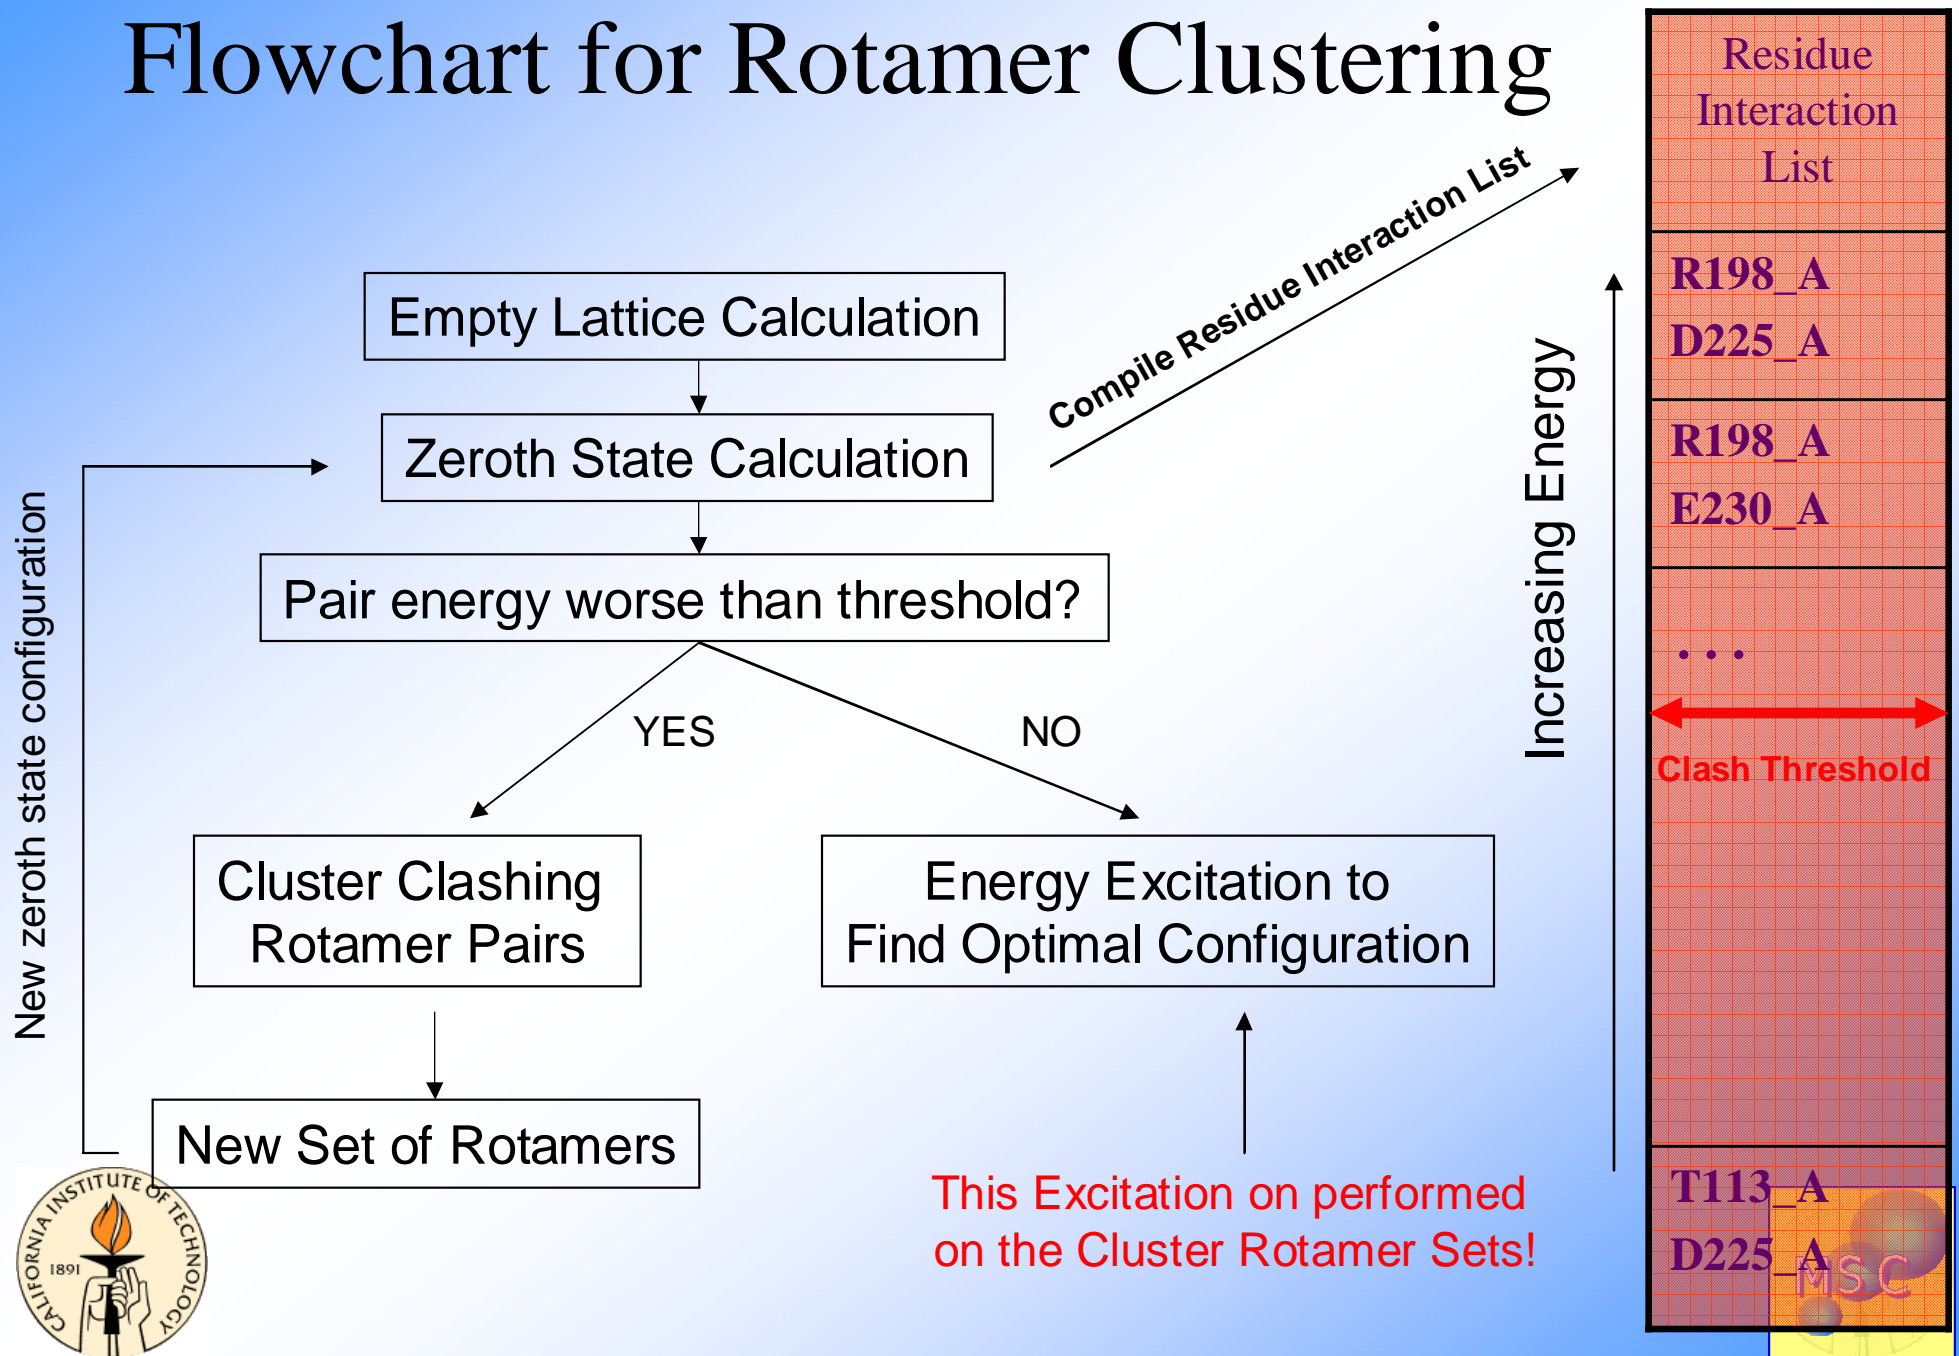 Flowchart for Rotamer Clustering
Empty Lattice Calculation
Zeroth State Calculation
Pair energy worse than threshold?
YES
NO
Cluster Clashing
Rotamer Pairs
Energy Excitation to
Find Optimal Configuration
New Set of Rotamers
This Excitation on performed
on the Cluster Rotamer Sets!
New zeroth state configuration
Compile Residue Interaction List
Increasing Energy
Residue
Interaction
List
R198_A
D225_A
R198_A
E230_A
...
Clash Threshold
T113_A
D225_A
MSC
CALIFORNIA INSTITUTE OF TECHNOLOGY
1891